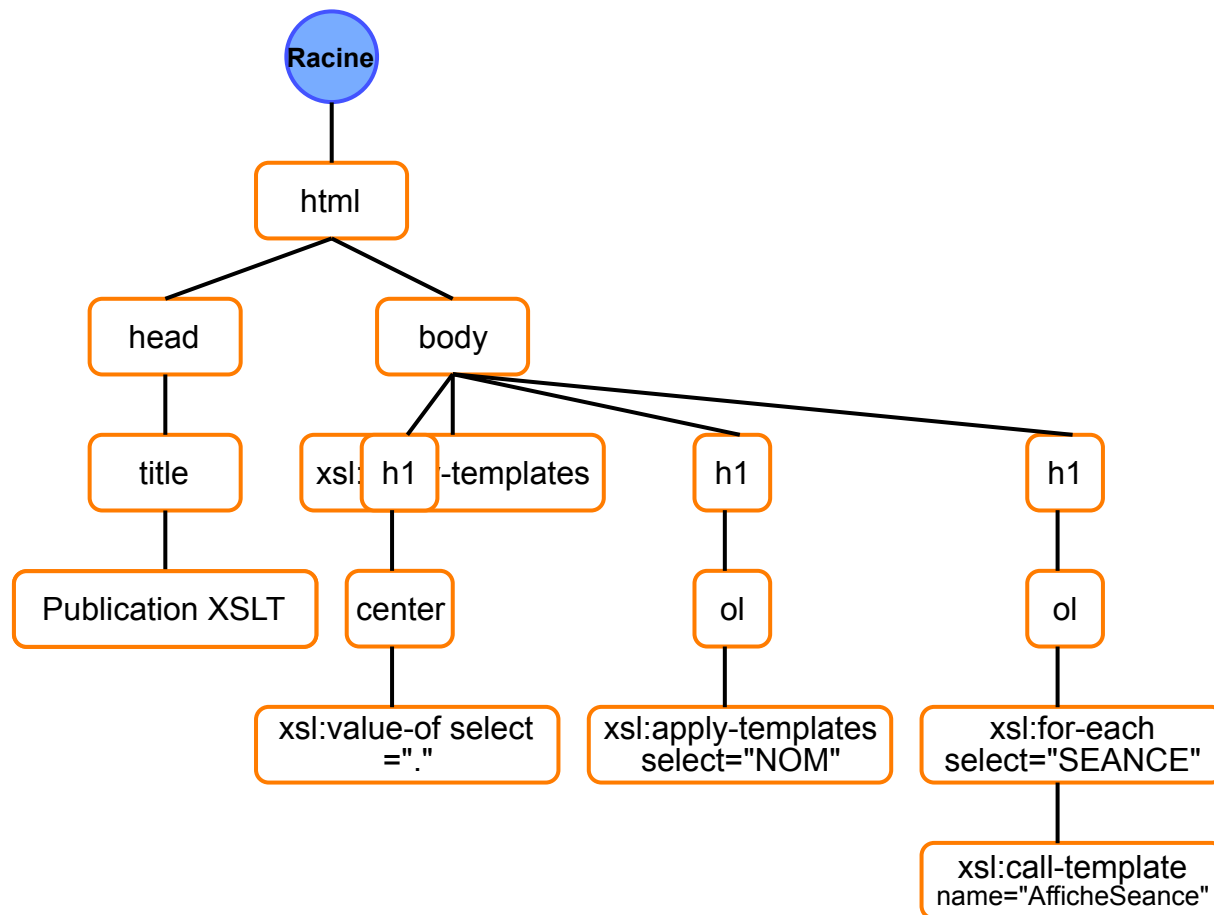 Racine
html
head
body
title
xsl:
h1
y-templates
h1
h1
Publication XSLT
center
ol
ol
xsl:value-of select
="."
xsl:apply-templates
select="NOM"
xsl:for-each
select="SEANCE"
xsl:call-template
name="AfficheSeance"